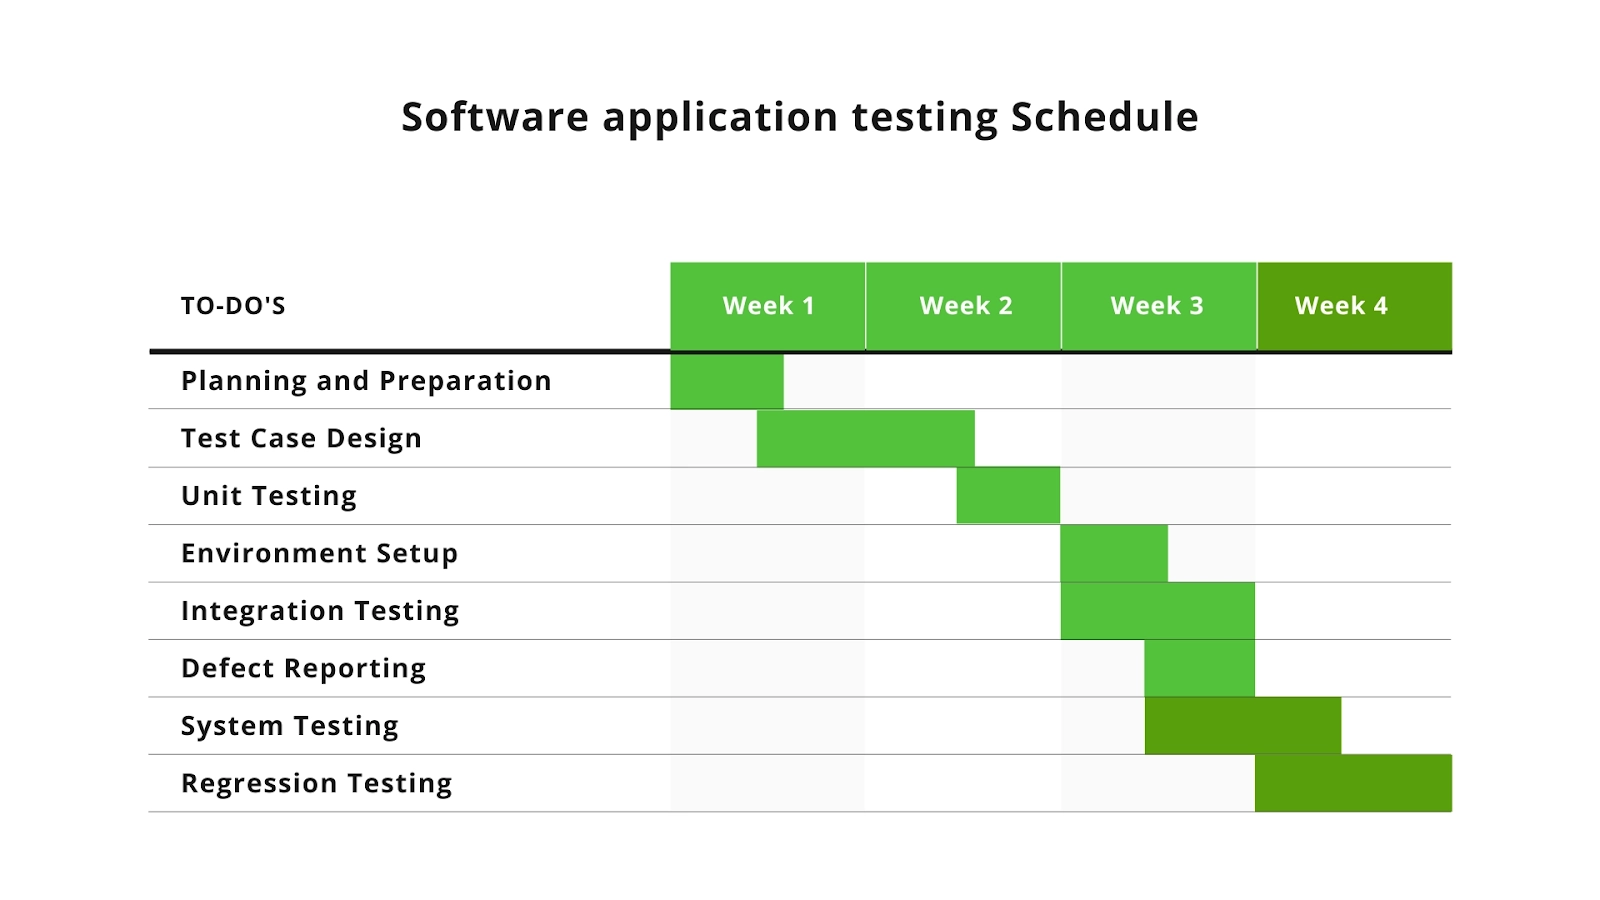 Software application testing Schedule
TO-DO'S
Week 1
Week 2
Week 3
Week 4
Planning and Preparation
Test Case Design
Unit Testing
Environment Setup
Integration Testing
Defect Reporting
System Testing
Regression Testing